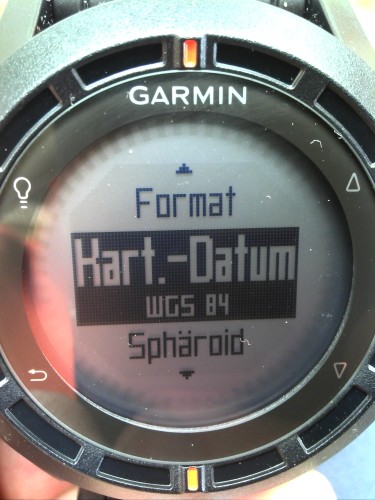 GARMIN
Format
Kart.-Datum
WGS 84
Sphäroid